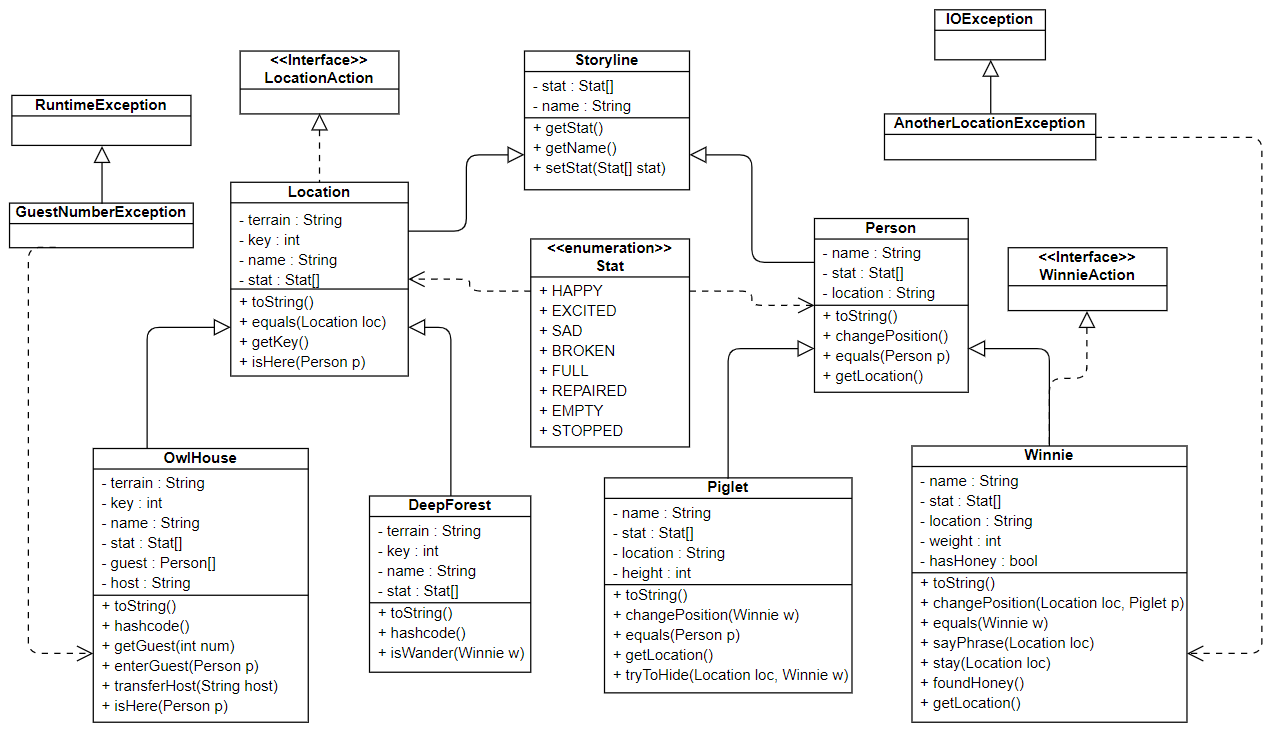 IOException
<<Interface>>
LocationAction
Storyline
- stat : Stat[]
- name : String
+ getStat()
+ getName()
+ setStat(Stat[] stat)
RuntimeException
AnotherLocationException
GuestNumberException
Location
- terrain : String
- key : int
- name : String
- stat : Stat[]
+ toString()
+ equals(Location loc)
+ getKey()
+ isHere(Person p)
<<enumeration>>
Stat
+ HAPPY
+ EXCITED
+ SAD
+ BROKEN
+ FULL
+ REPAIRED
+ EMPTY
+ STOPPED
Person
- name : String
- stat : Stat[]
- location : String
+ toString()
+ changePosition()
+ equals(Person p)
+ getLocation()
<<Interface>>
WinnieAction
OwlHouse
- terrain : String
- key : int
- name : String
- stat : Stat[]
- guest : Person[]
- host : String
+ toString()
+ hashcode()
+ getGuest(int num)
+ enterGuest(Person p)
+ transferHost(String host)
+ isHere(Person p)
DeepForest
- terrain : String
- key : int
- name : String
- stat : Stat[]
+ toString()
+ hashcode()
+ isWander(Winnie w)
Piglet
- name : String
- stat : Stat[]
- location : String
- height : int
+ toString()
+ changePosition(Winnie w)
+ equals(Person p)
+ getLocation()
+ tryToHide(Location loc, Winnie w)
Winnie
- name : String
- stat : Stat[]
- location : String
- weight : int
- hasHoney : bool
+ toString()
+ changePosition(Location loc, Piglet p)
+ equals(Winnie w)
+ sayPhrase(Location loc)
+ stay(Location loc)
+ foundHoney()
+ getLocation()